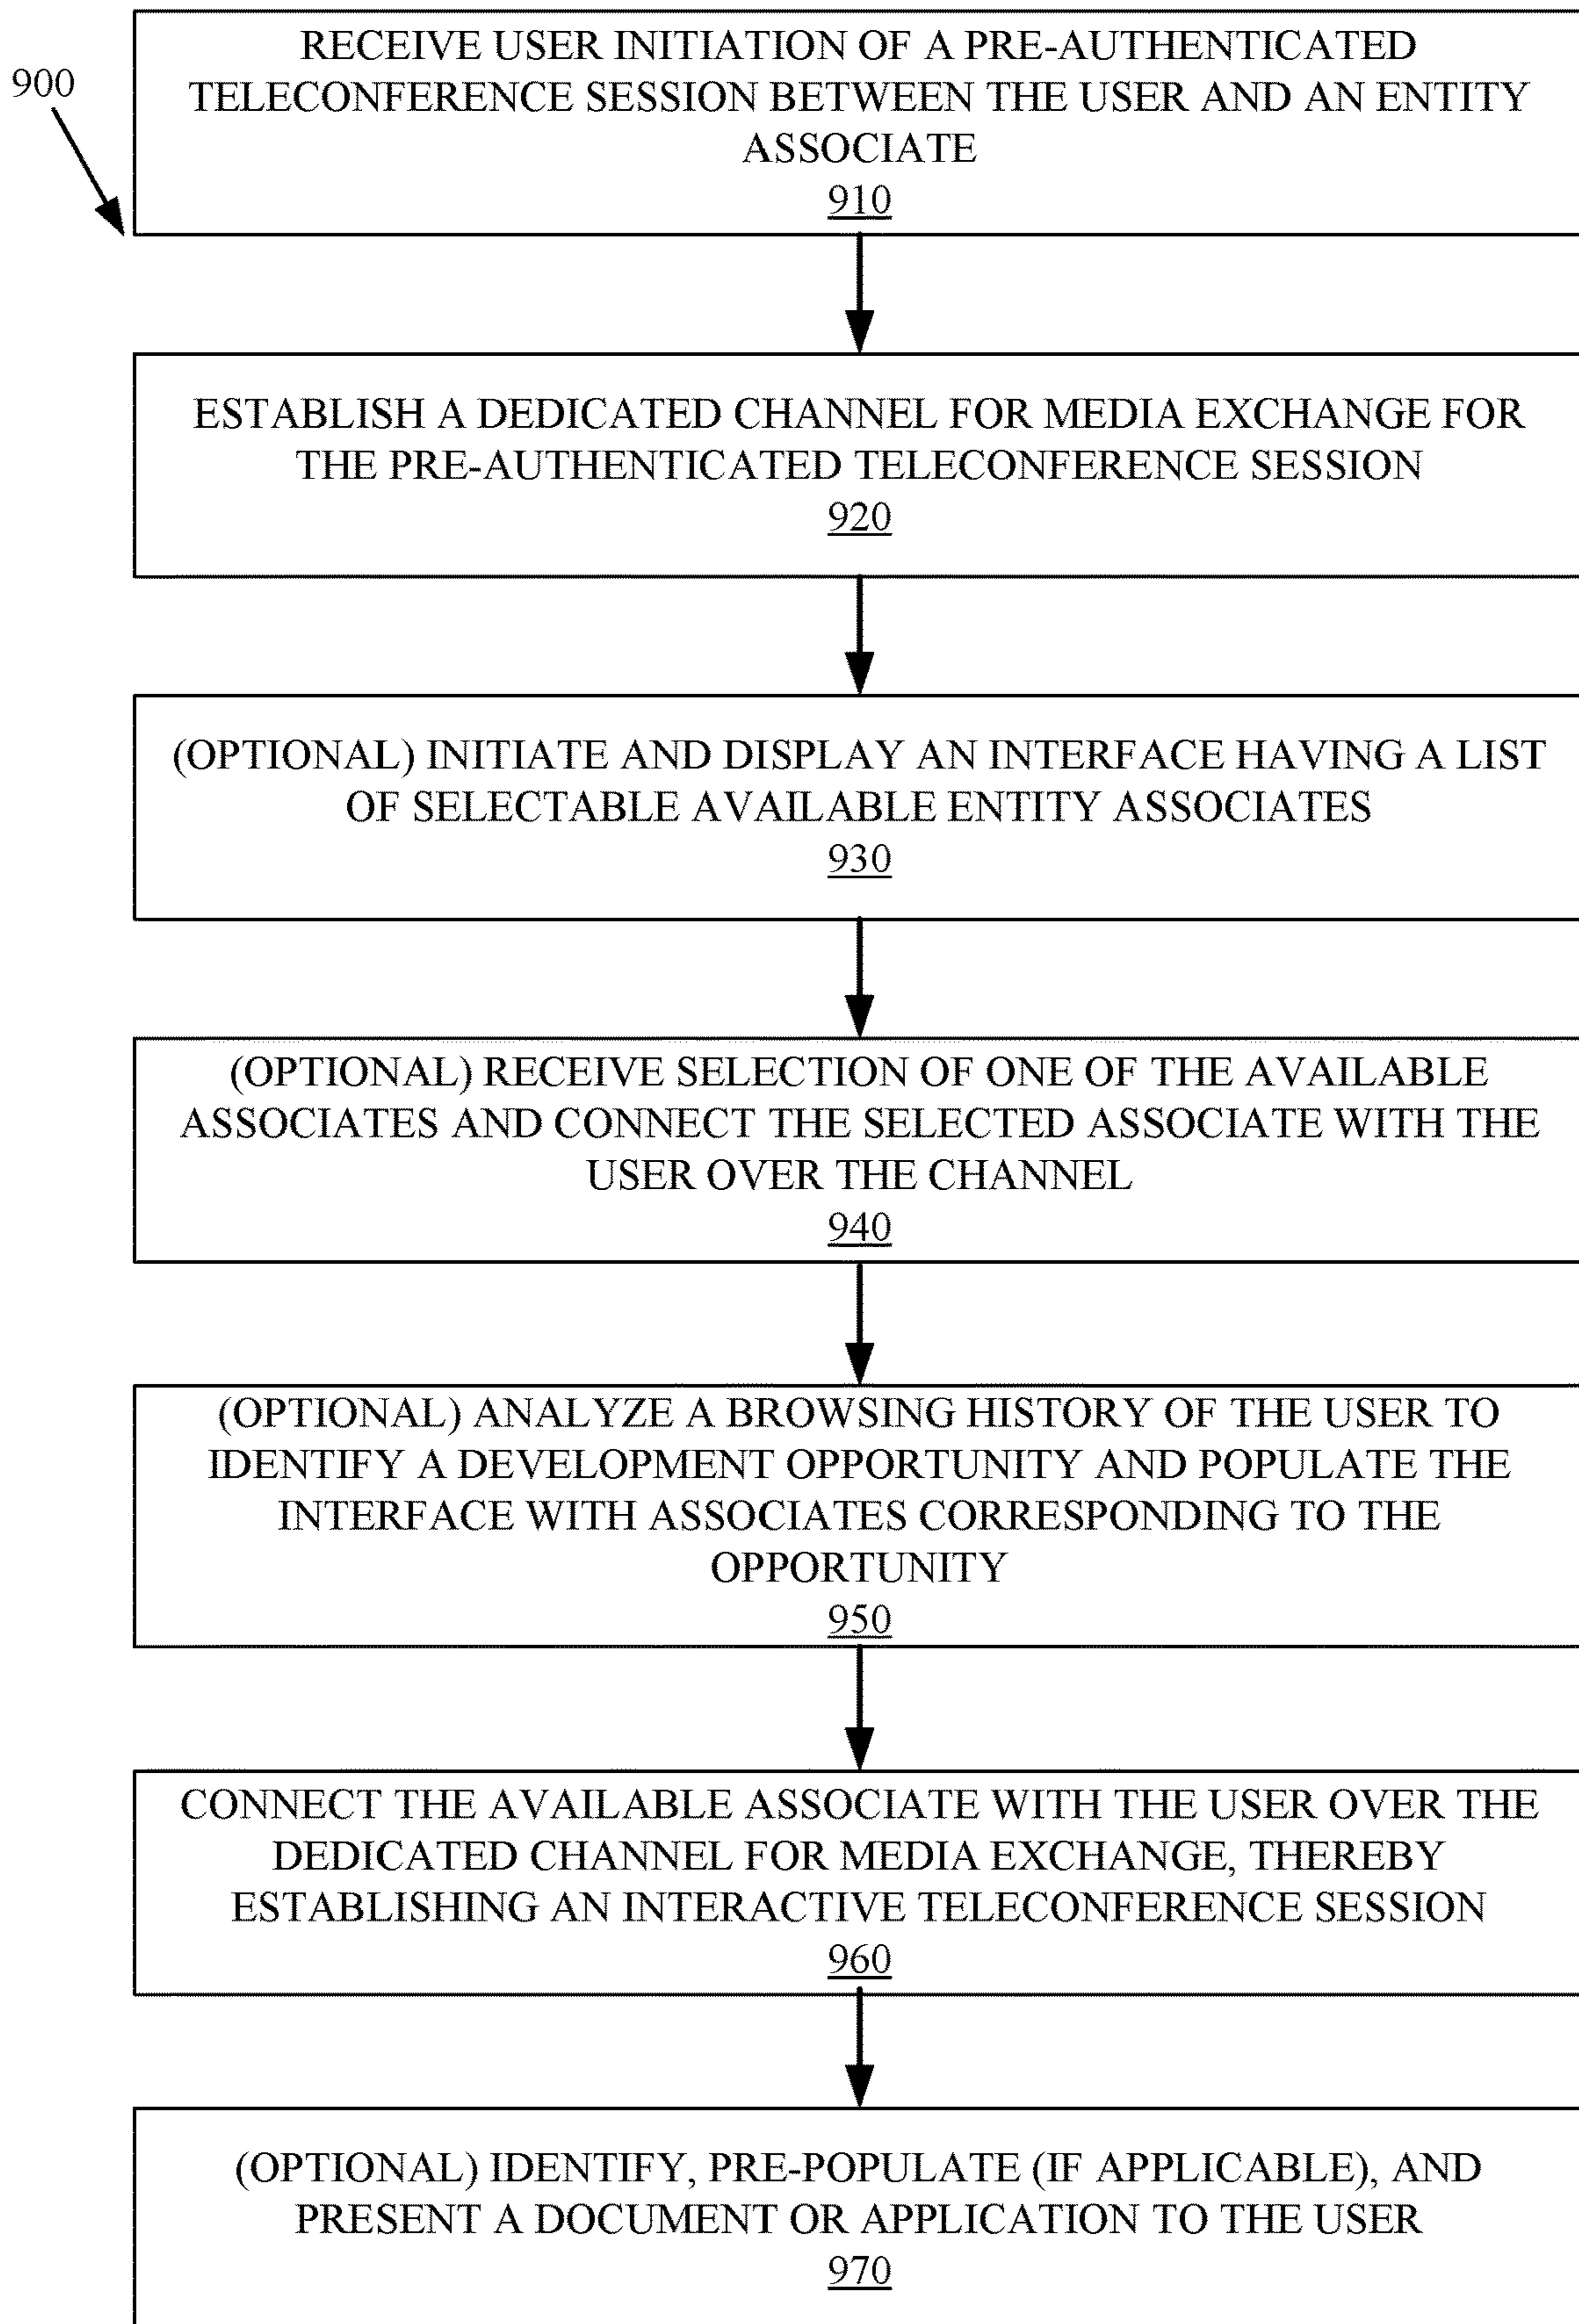 900
RECEIVE USER INITIATION OF A PRE-AUTHENTICATED
TELECONFERENCE SESSION BETWEEN THE USER AND AN ENTITY
ASSOCIATE
910
ESTABLISH A DEDICATED CHANNEL FOR MEDIA EXCHANGE FOR
THE PRE-AUTHENTICATED TELECONFERENCE SESSION
920
(OPTIONAL) INITIATE AND DISPLAY AN INTERFACE HAVING A LIST
OF SELECTABLE AVAILABLE ENTITY ASSOCIATES
930
(OPTIONAL) RECEIVE SELECTION OF ONE OF THE AVAILABLE
ASSOCIATES AND CONNECT THE SELECTED ASSOCIATE WITH THE
USER OVER THE CHANNEL
940
(OPTIONAL) ANALYZE A BROWSING HISTORY OF THE USER TO
IDENTIFY A DEVELOPMENT OPPORTUNITY AND POPULATE THE
INTERFACE WITH ASSOCIATES CORRESPONDING TO THE
OPPORTUNITY
950
CONNECT THE AVAILABLE ASSOCIATE WITH THE USER OVER THE
DEDICATED CHANNEL FOR MEDIA EXCHANGE, THEREBY
ESTABLISHING AN INTERACTIVE TELECONFERENCE SESSION
960
(OPTIONAL) IDENTIFY, PRE-POPULATE (IF APPLICABLE), AND
PRESENT A DOCUMENT OR APPLICATION TO THE USER
970